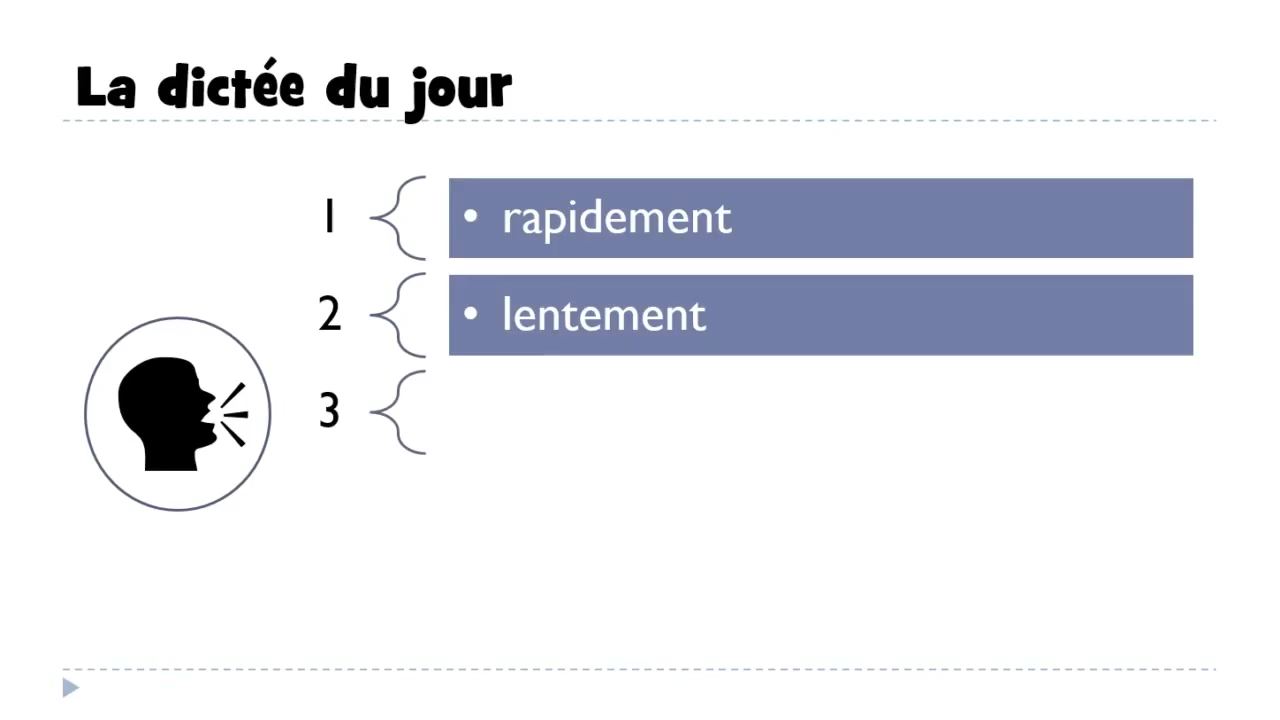 La dictée du jour
1
• rapidement
2
• lentement
3